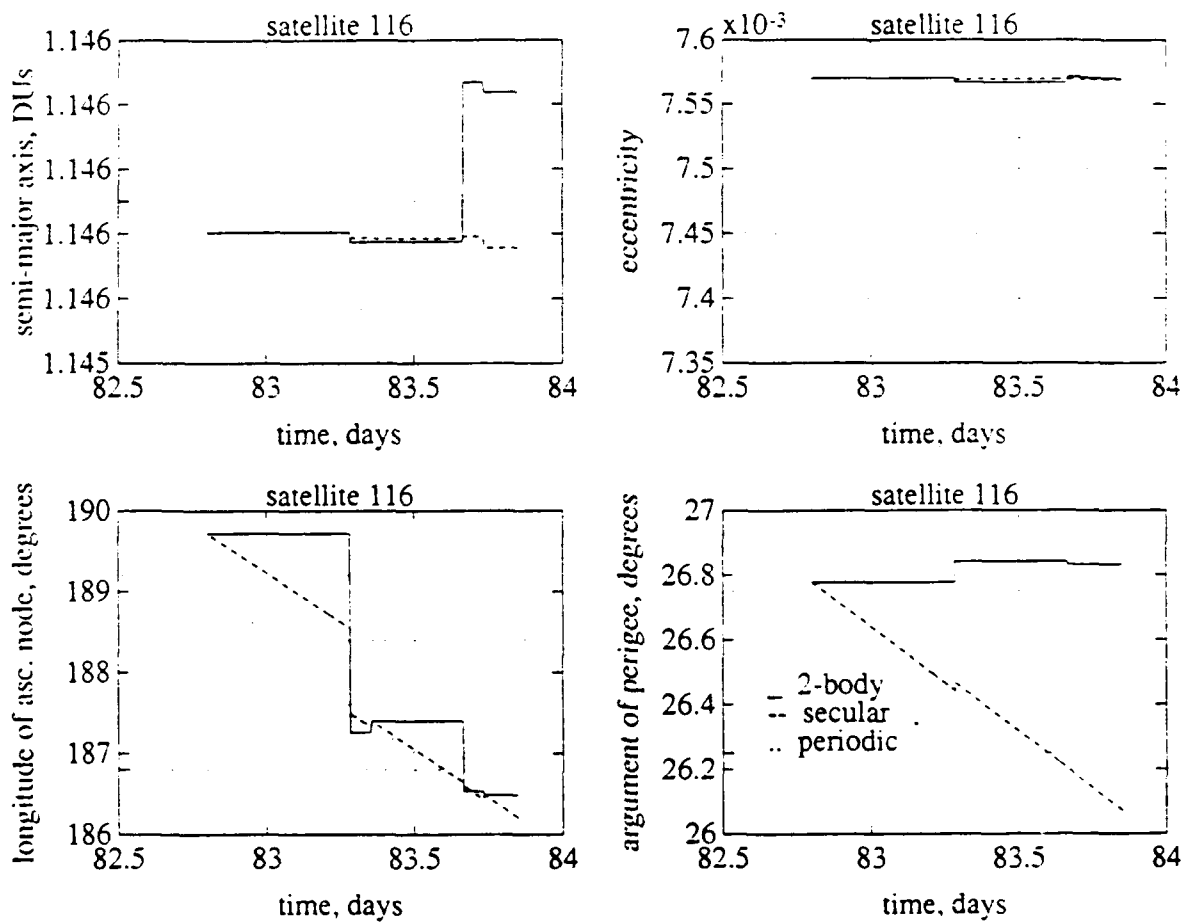 satellite 116
semi-major axis, DUs
1.146
1.146
1.146
1.146
1.146
1.145
82.5 83 83.5 84
time, days
x10-3 satellite 116
eccentricity
7.6
7.55
7.5
7.45
7.4
7.35
82.5 83 83.5 84
time, days
satellite 116
longitude of asc. node, degrees
190
189
188
187
186
82.5 83 83.5 84
time, days
satellite 116
argument of perigee, degrees
27
26.8
26.6
26.4
26.2
26
2-body
secular
periodic
82.5 83 83.5 84
time, days